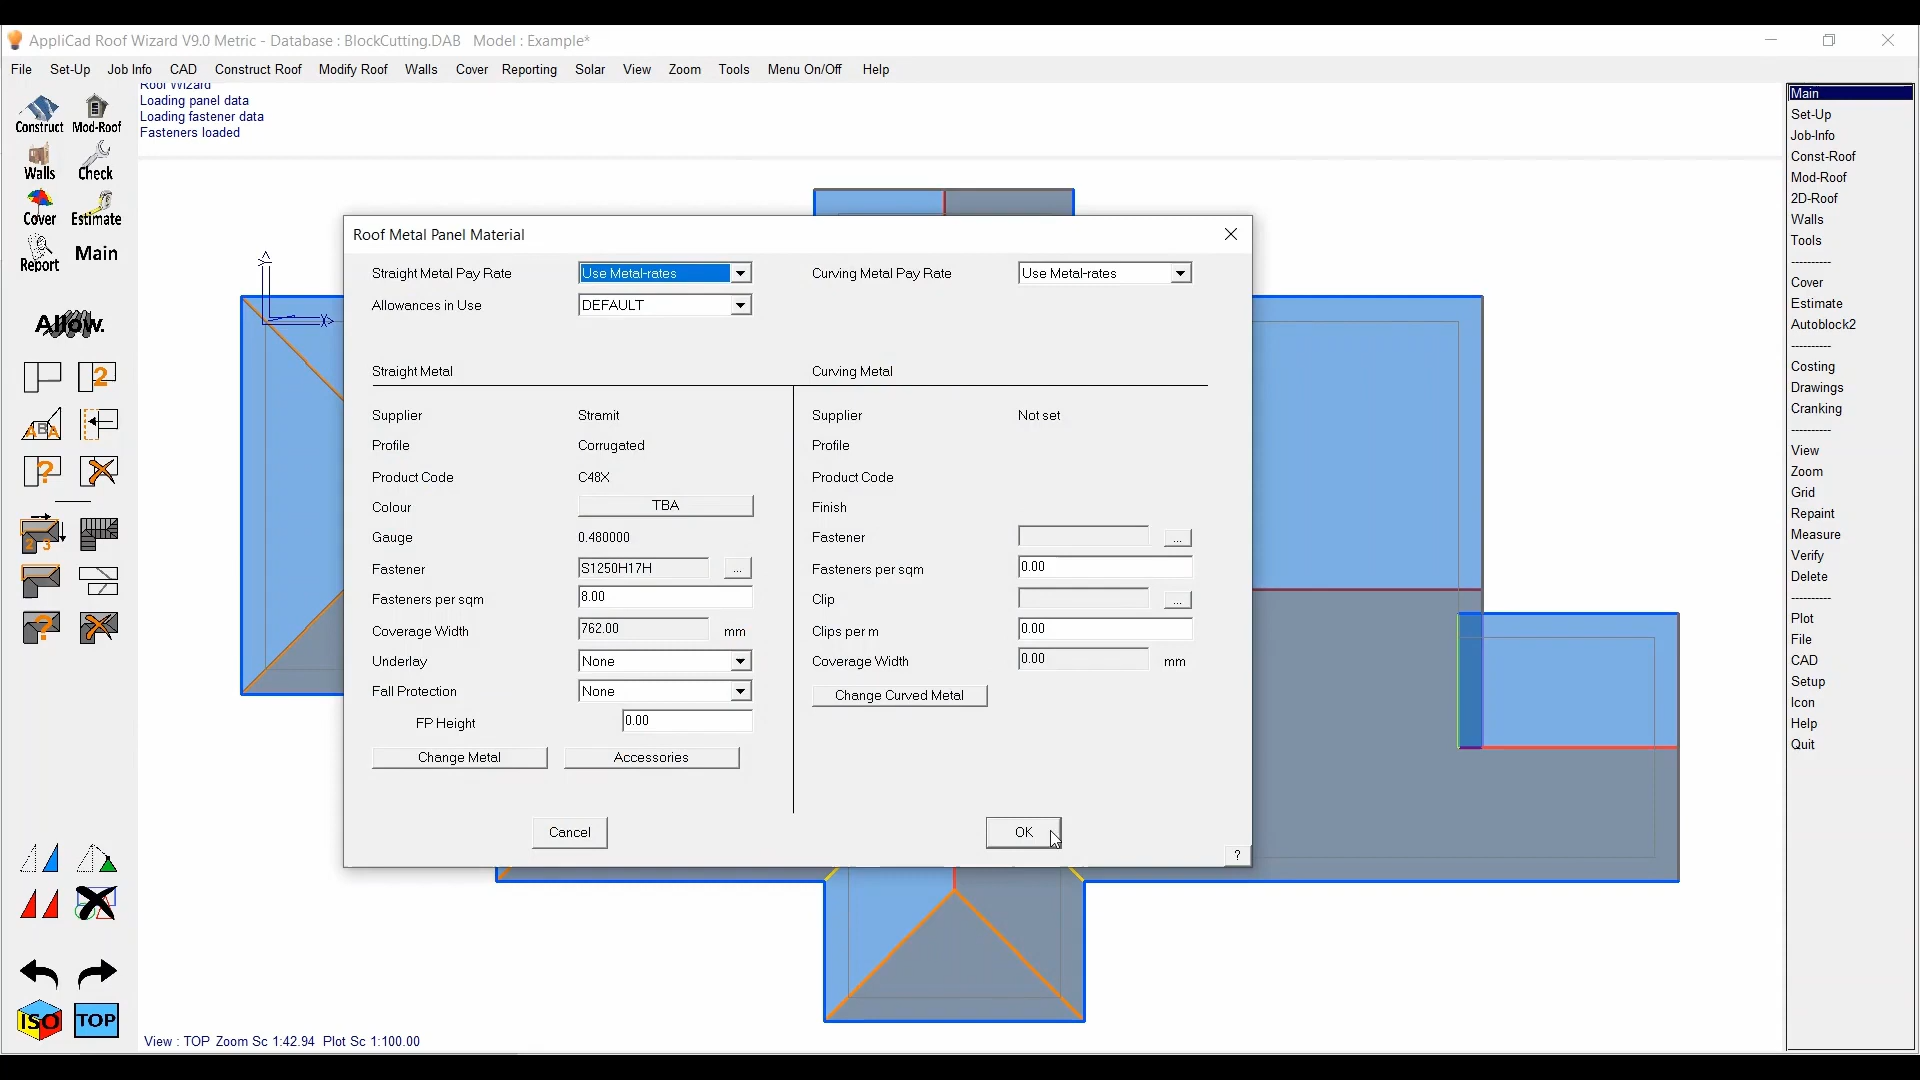 AppliCad Roof Wizard V9.0 Metric - Database : BlockCutting.DAB   Model : Example*
File Set-Up Job Info CAD Construct Roof Modify Roof Walls Cover Reporting Solar View Zoom Tools Menu On/Off Help
Roof Wizard
Loading panel data
Loading fastener data
Fasteners loaded
Construct Mod-Roof
Walls Check
Cover Estimate
Report Main
Allow.
2
ABA
?
2 3
?
ISO TOP
Y
X
Roof Metal Panel Material
Straight Metal Pay Rate Use Metal-rates Curving Metal Pay Rate Use Metal-rates
Allowances in Use DEFAULT
Straight Metal Curving Metal
Supplier Stramit Supplier Not set
Profile Corrugated Profile
Product Code C48X Product Code
Colour TBA Finish
Gauge 0.480000 Fastener ...
Fastener S1250H17H ... Fasteners per sqm 0.00
Fasteners per sqm 8.00 Clip ...
Coverage Width 762.00 mm Clips per m 0.00
Underlay None Coverage Width 0.00 mm
Fall Protection None Change Curved Metal
FP Height 0.00
Change Metal Accessories
Cancel OK
?
View : TOP Zoom Sc 1:42.94 Plot Sc 1:100.00
Main
Set-Up
Job-Info
Const-Roof
Mod-Roof
2D-Roof
Walls
Tools
----------
Cover
Estimate
Autoblock2
----------
Costing
Drawings
Cranking
----------
View
Zoom
Grid
Repaint
Measure
Verify
Delete
----------
Plot
File
CAD
Setup
Icon
Help
Quit